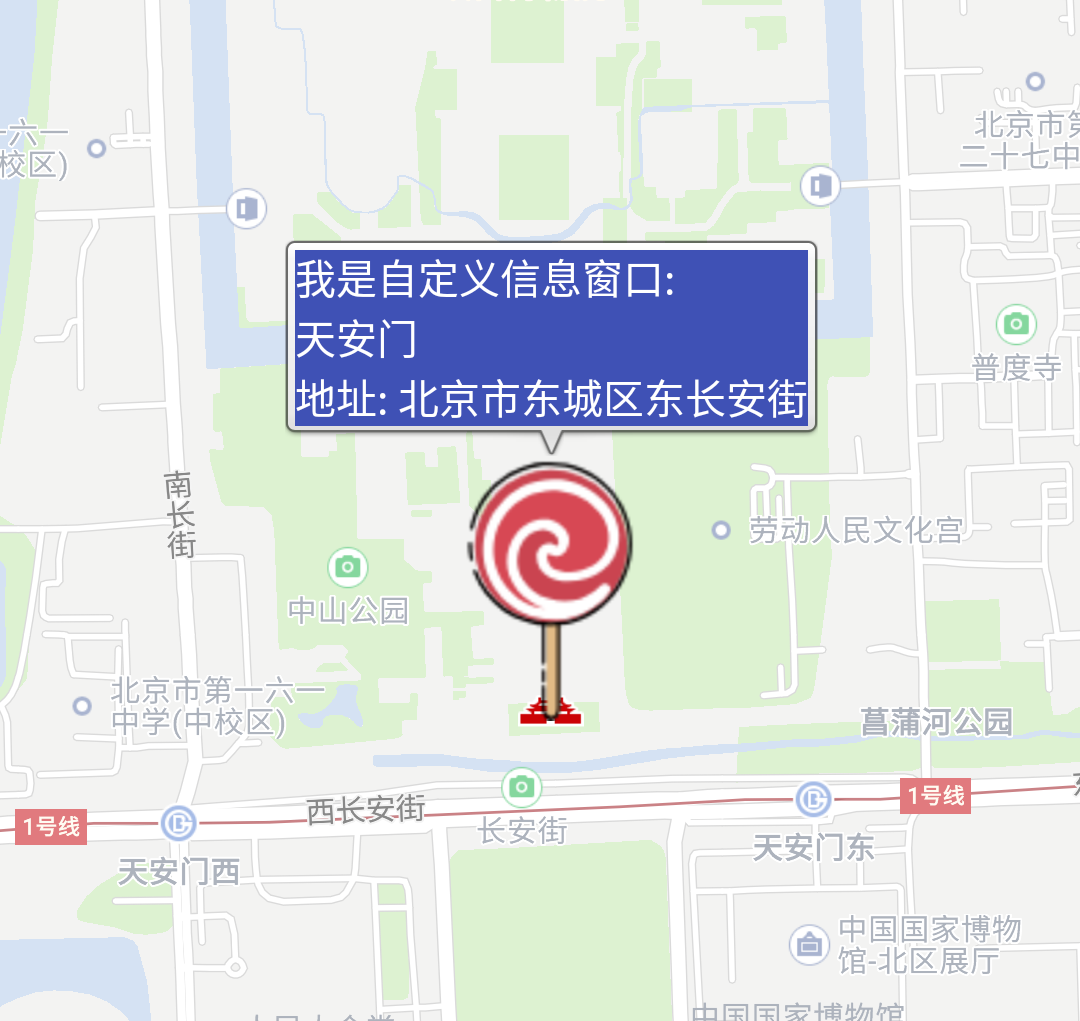 一六一
校区)
北京市第
二十七中
我是自定义信息窗口:
天安门
地址: 北京市东城区东长安街
普度寺
南长街
劳动人民文化宫
中山公园
北京市第一六一
中学(中校区)
菖蒲河公园
1号线
西长安街
1号线
长安街
天安门东
天安门西
中国国家博物
馆-北区展厅
中国国家博物馆